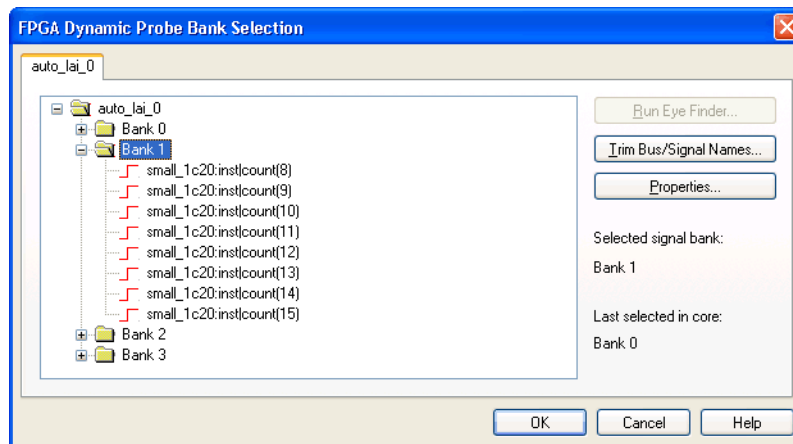 FPGA Dynamic Probe Bank Selection
auto_lai_0
auto_lai_0
Bank 0
Bank 1
small_1c20:inst|count(8)
small_1c20:inst|count(9)
small_1c20:inst|count(10)
small_1c20:inst|count(11)
small_1c20:inst|count(12)
small_1c20:inst|count(13)
small_1c20:inst|count(14)
small_1c20:inst|count(15)
Bank 2
Bank 3
Run Eye Finder...
Trim Bus/Signal Names...
Properties...
Selected signal bank:
Bank 1
Last selected in core:
Bank 0
OK
Cancel
Help